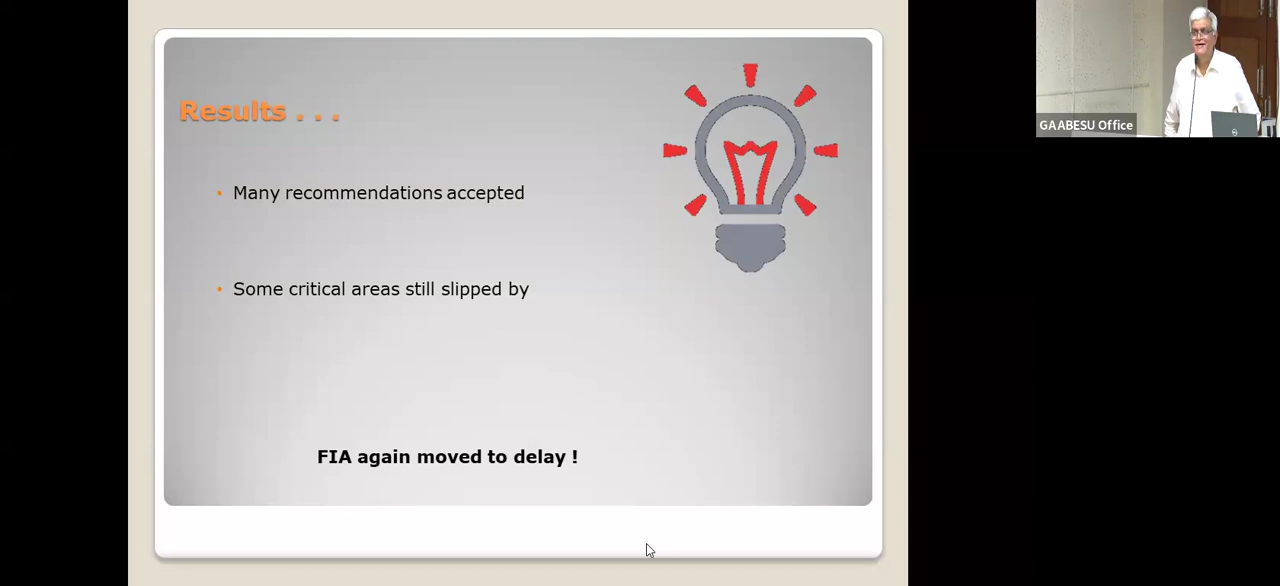 Results . . .
• Many recommendations accepted
• Some critical areas still slipped by
FIA again moved to delay !
GAABESU Office